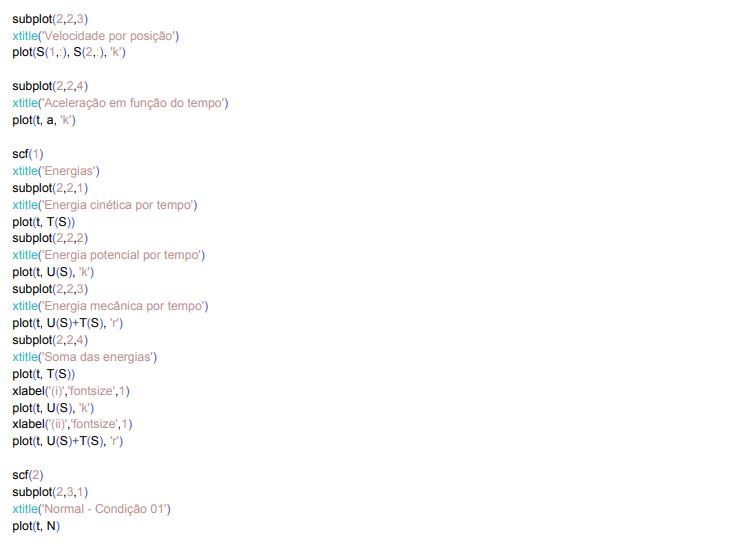 subplot(2,2,3)
xtitle('Velocidade por posição')
plot(S(1,:), S(2,:), 'k')
subplot(2,2,4)
xtitle('Aceleração em função do tempo')
plot(t, a, 'k')
scf(1)
xtitle('Energias')
subplot(2,2,1)
xtitle('Energia cinética por tempo')
plot(t, T(S))
subplot(2,2,2)
xtitle('Energia potencial por tempo')
plot(t, U(S), 'k')
subplot(2,2,3)
xtitle('Energia mecânica por tempo')
plot(t, U(S)+T(S), 'r')
subplot(2,2,4)
xtitle('Soma das energias')
plot(t, T(S))
xlabel('(i)','fontsize',1)
plot(t, U(S), 'k')
xlabel('(ii)','fontsize',1)
plot(t, U(S)+T(S), 'r')
scf(2)
subplot(2,3,1)
xtitle('Normal - Condição 01')
plot(t, N)